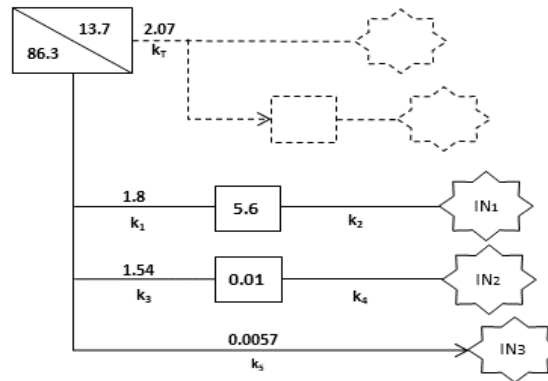 13.7
86.3
2.07
k_T
1.8
k₁
5.6
k₂
IN₁
1.54
k₃
0.01
k₄
IN₂
0.0057
k₅
IN3